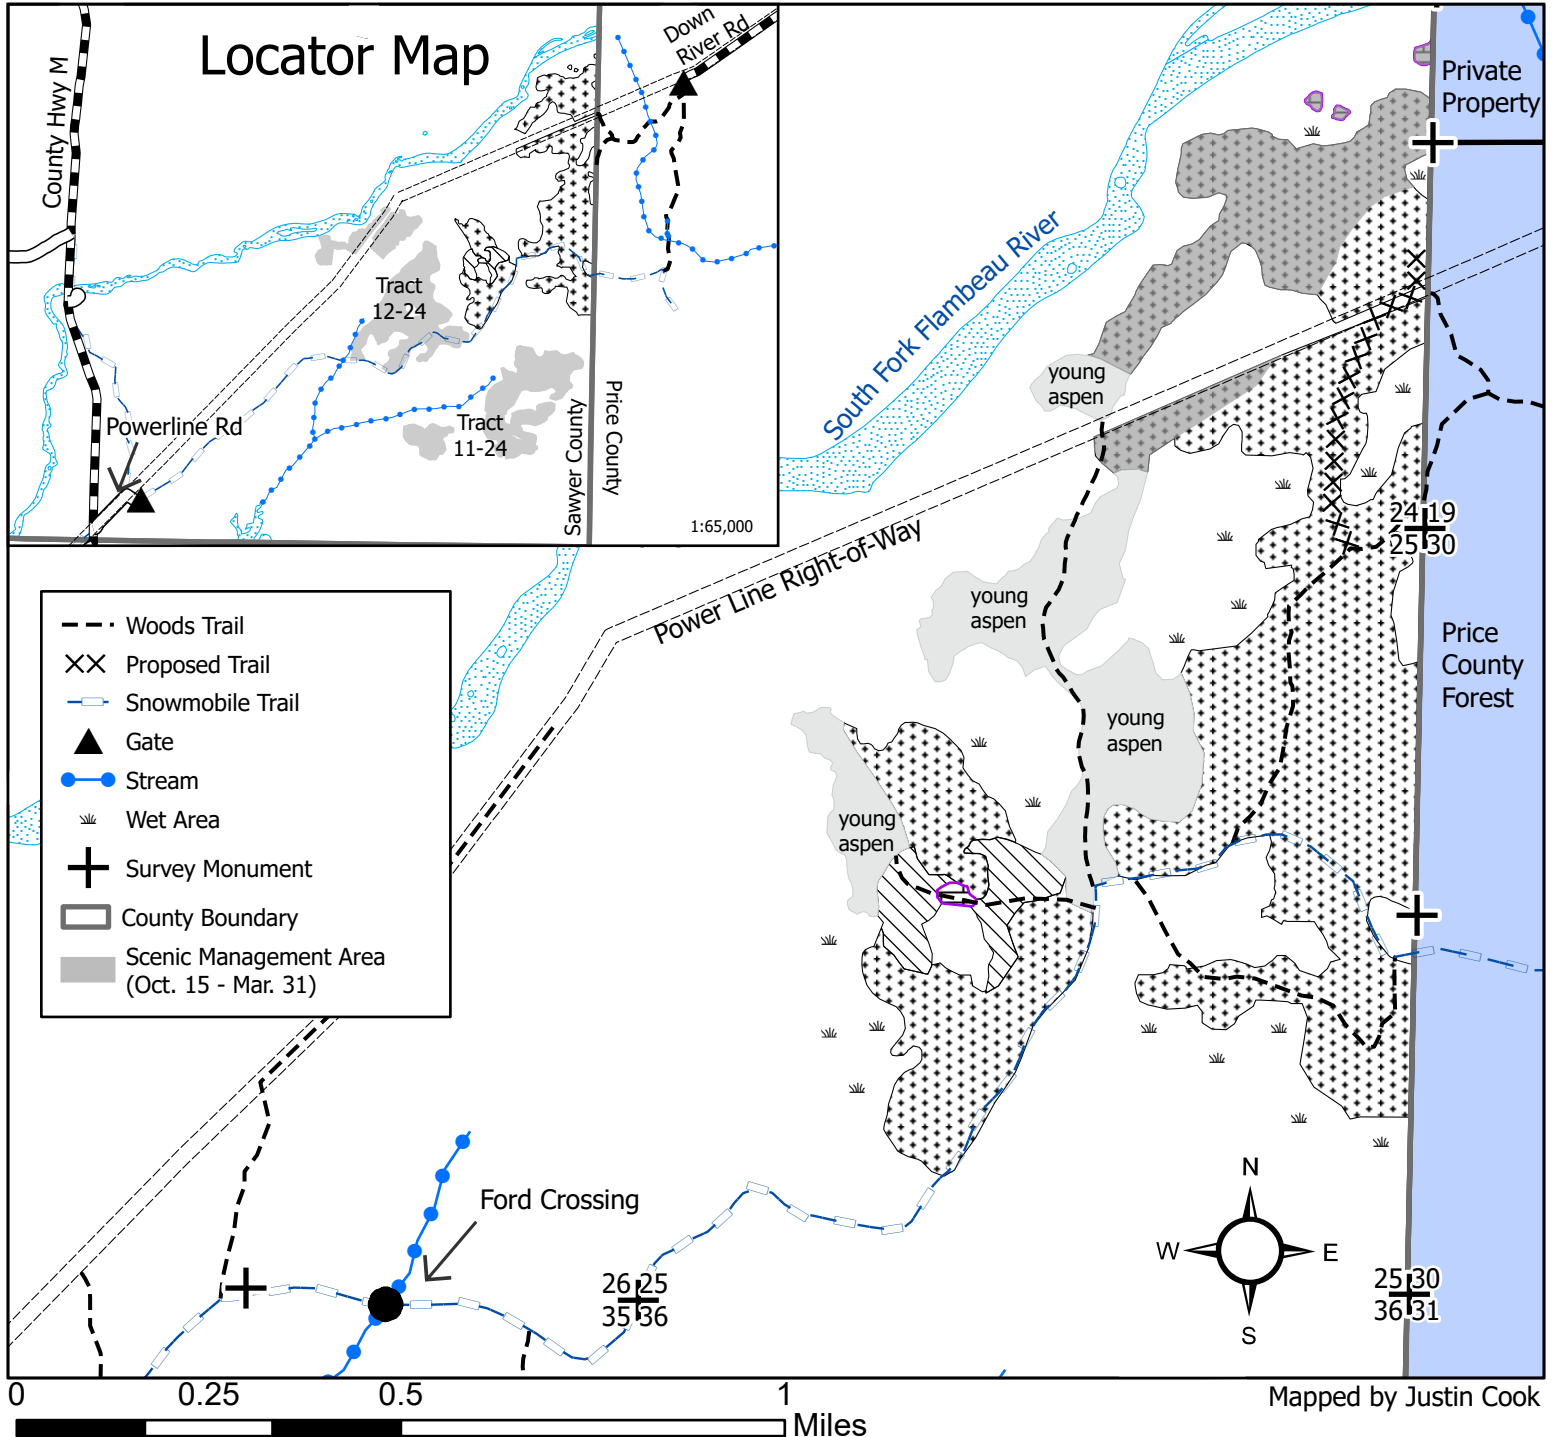 Locator Map
County Hwy M
Down
River Rd
Tract
12-24
Tract
11-24
Powerline Rd
Sawyer County
Price County
1:65,000
Private
Property
South Fork Flambeau River
young
aspen
Power Line Right-of-Way
young
aspen
24 19
25 30
Price
County
Forest
young
aspen
young
aspen
Woods Trail
Proposed Trail
Snowmobile Trail
Gate
Stream
Wet Area
Survey Monument
County Boundary
Scenic Management Area
(Oct. 15 - Mar. 31)
Ford Crossing
26 25
35 36
N
W E
S
25 30
36 31
0 0.25 0.5 1
Miles
Mapped by Justin Cook